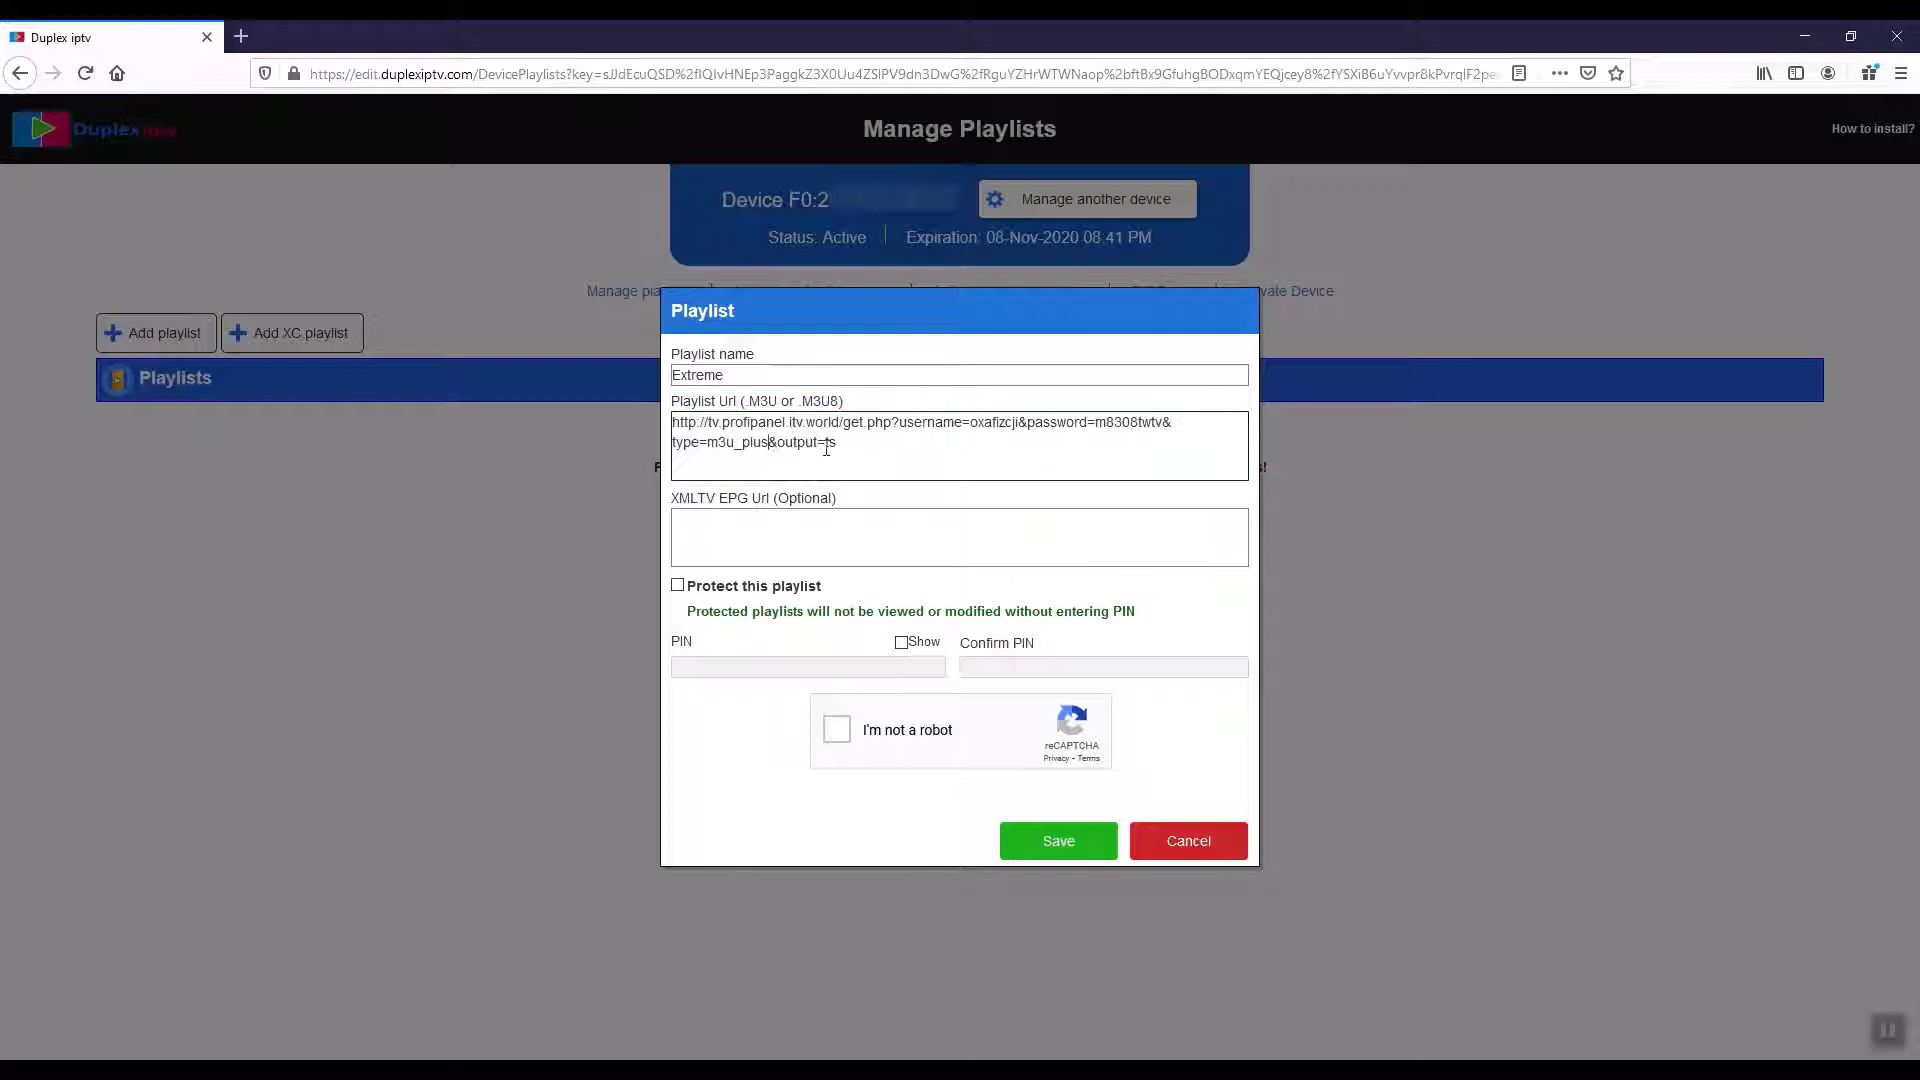 Duplex iptv
https://edit.duplexiptv.com/DevicePlaylists?key=sJJdEcuQSD%2fIQIvHNEp3PaggkZ3X0Uu4ZSlPV9dn3DwG%2fRguYZHrWTWNaop%2bftBx9GfuhgBODxqmYEQjcey8%2fYSXiB6uYvvpr8kPvrqIF2pe
Duplex iptv
Manage Playlists
How to install?
Device F0:2
Manage another device
Status: Active
Expiration: 08-Nov-2020 08:41 PM
Manage pla
vate Device
Add playlist
Add XC playlist
Playlists
Playlist
Playlist name
Extreme
Playlist Url (.M3U or .M3U8)
http://tv.profipanel.itv.world/get.php?username=oxafizcji&password=m8308twtv&
type=m3u_plus&output=ts
XMLTV EPG Url (Optional)
Protect this playlist
Protected playlists will not be viewed or modified without entering PIN
PIN
Show
Confirm PIN
I'm not a robot
reCAPTCHA
Privacy - Terms
Save
Cancel